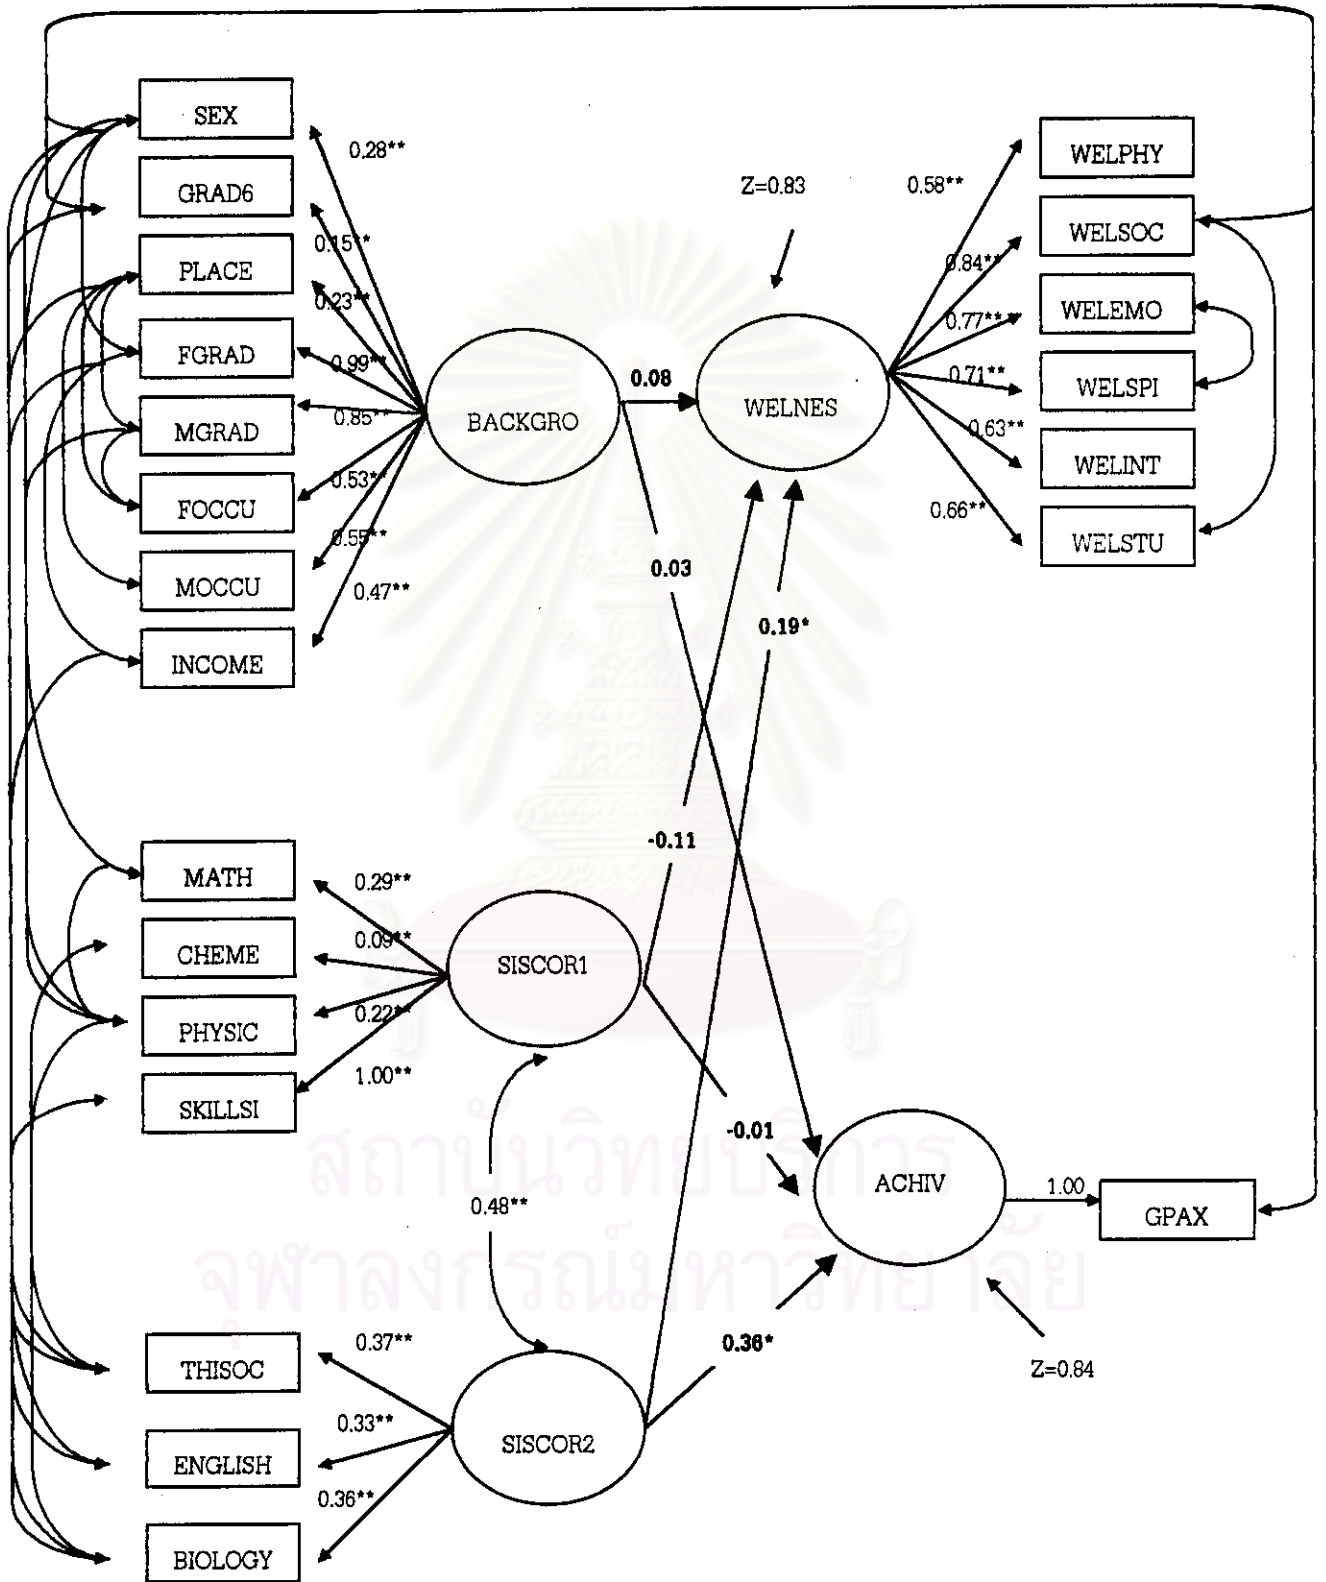 SEX
GRAD6
PLACE
FGRAD
MGRAD
FOCCU
MOCCU
INCOME
0.28**
0.15**
0.23**
0.99**
0.85**
0.53**
0.55**
0.47**
BACKGRO
0.08
0.03
Z=0.83
WELNES
0.58**
0.84**
0.77**
0.71**
0.63**
0.66**
WELPHY
WELSOC
WELEMO
WELSPI
WELINT
WELSTU
0.19*
-0.11
MATH
CHEME
PHYSIC
SKILLSI
0.29**
0.09**
0.22**
1.00**
SISCOR1
-0.01
0.48**
ACHIV
1.00
GPAX
Z=0.84
0.36*
THISOC
ENGLISH
BIOLOGY
0.37**
0.33**
0.36**
SISCOR2
สถาบันวิทยบริการ
จุฬาลงกรณ์มหาวิทยาลัย